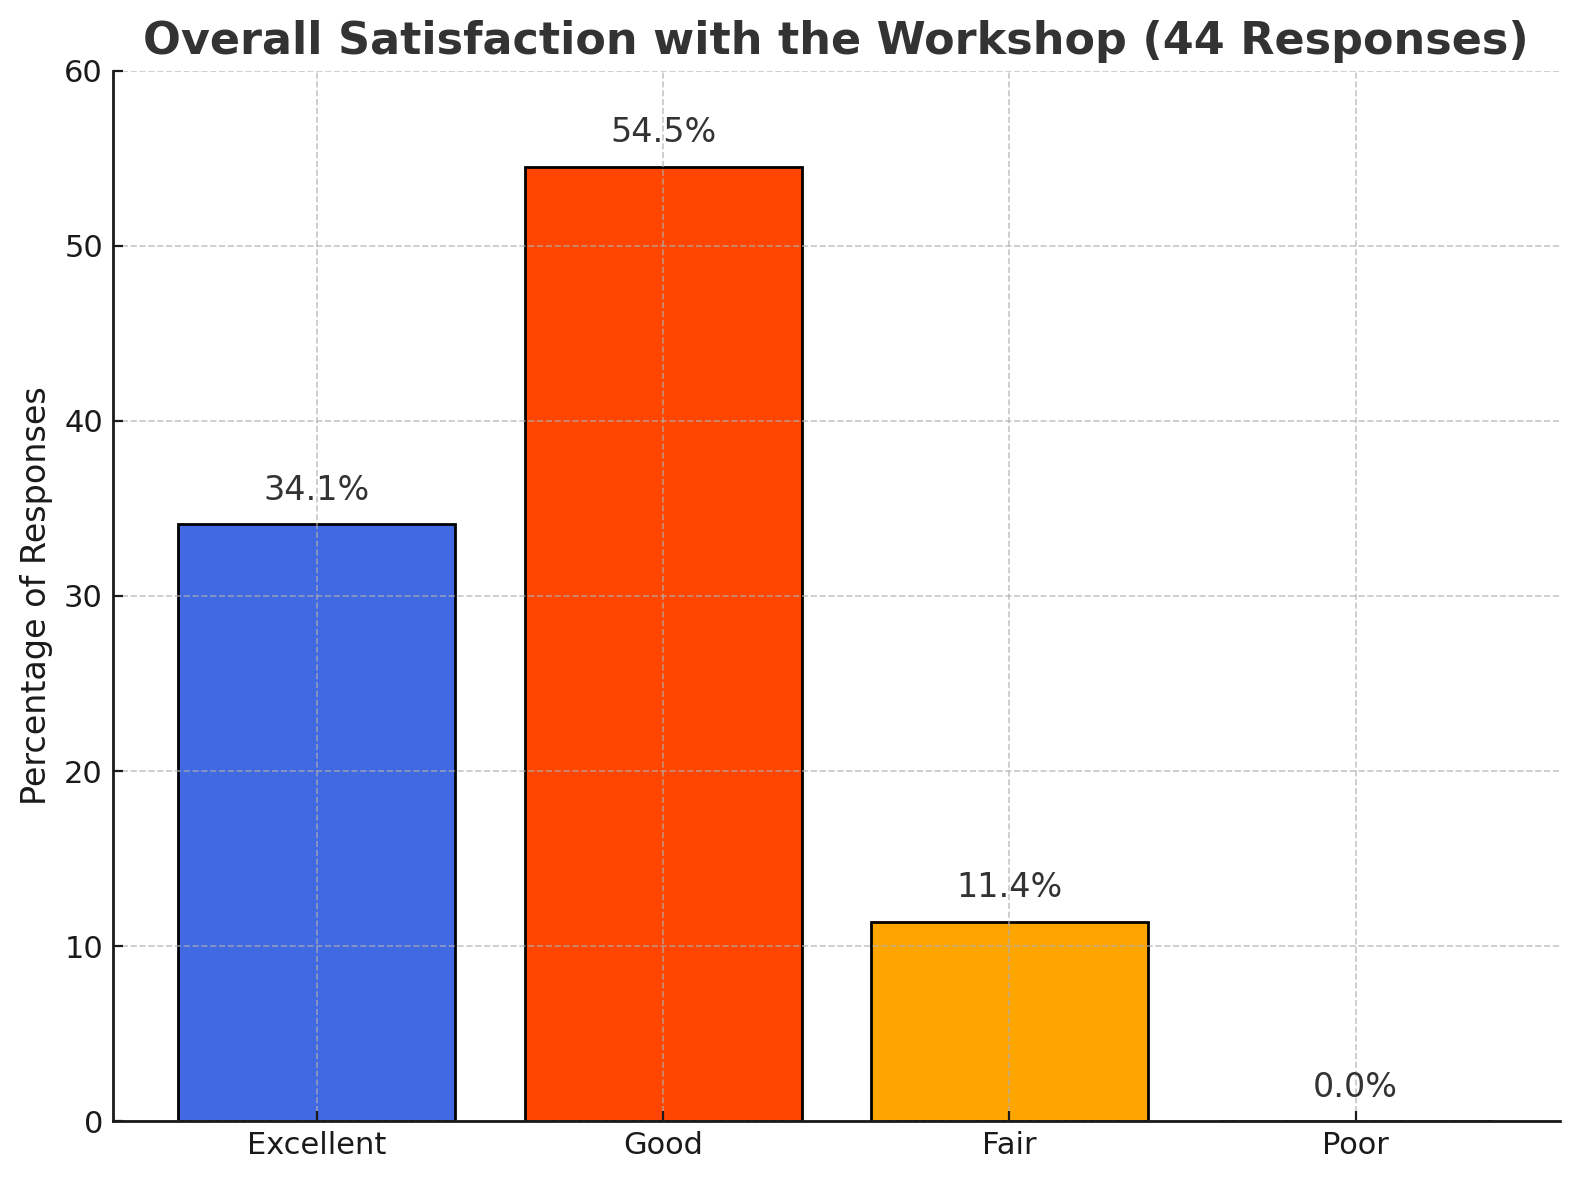 Overall Satisfaction with the Workshop (44 Responses)
60
50
40
30
20
10
0
Percentage of Responses
34.1%
54.5%
11.4%
0.0%
Excellent
Good
Fair
Poor